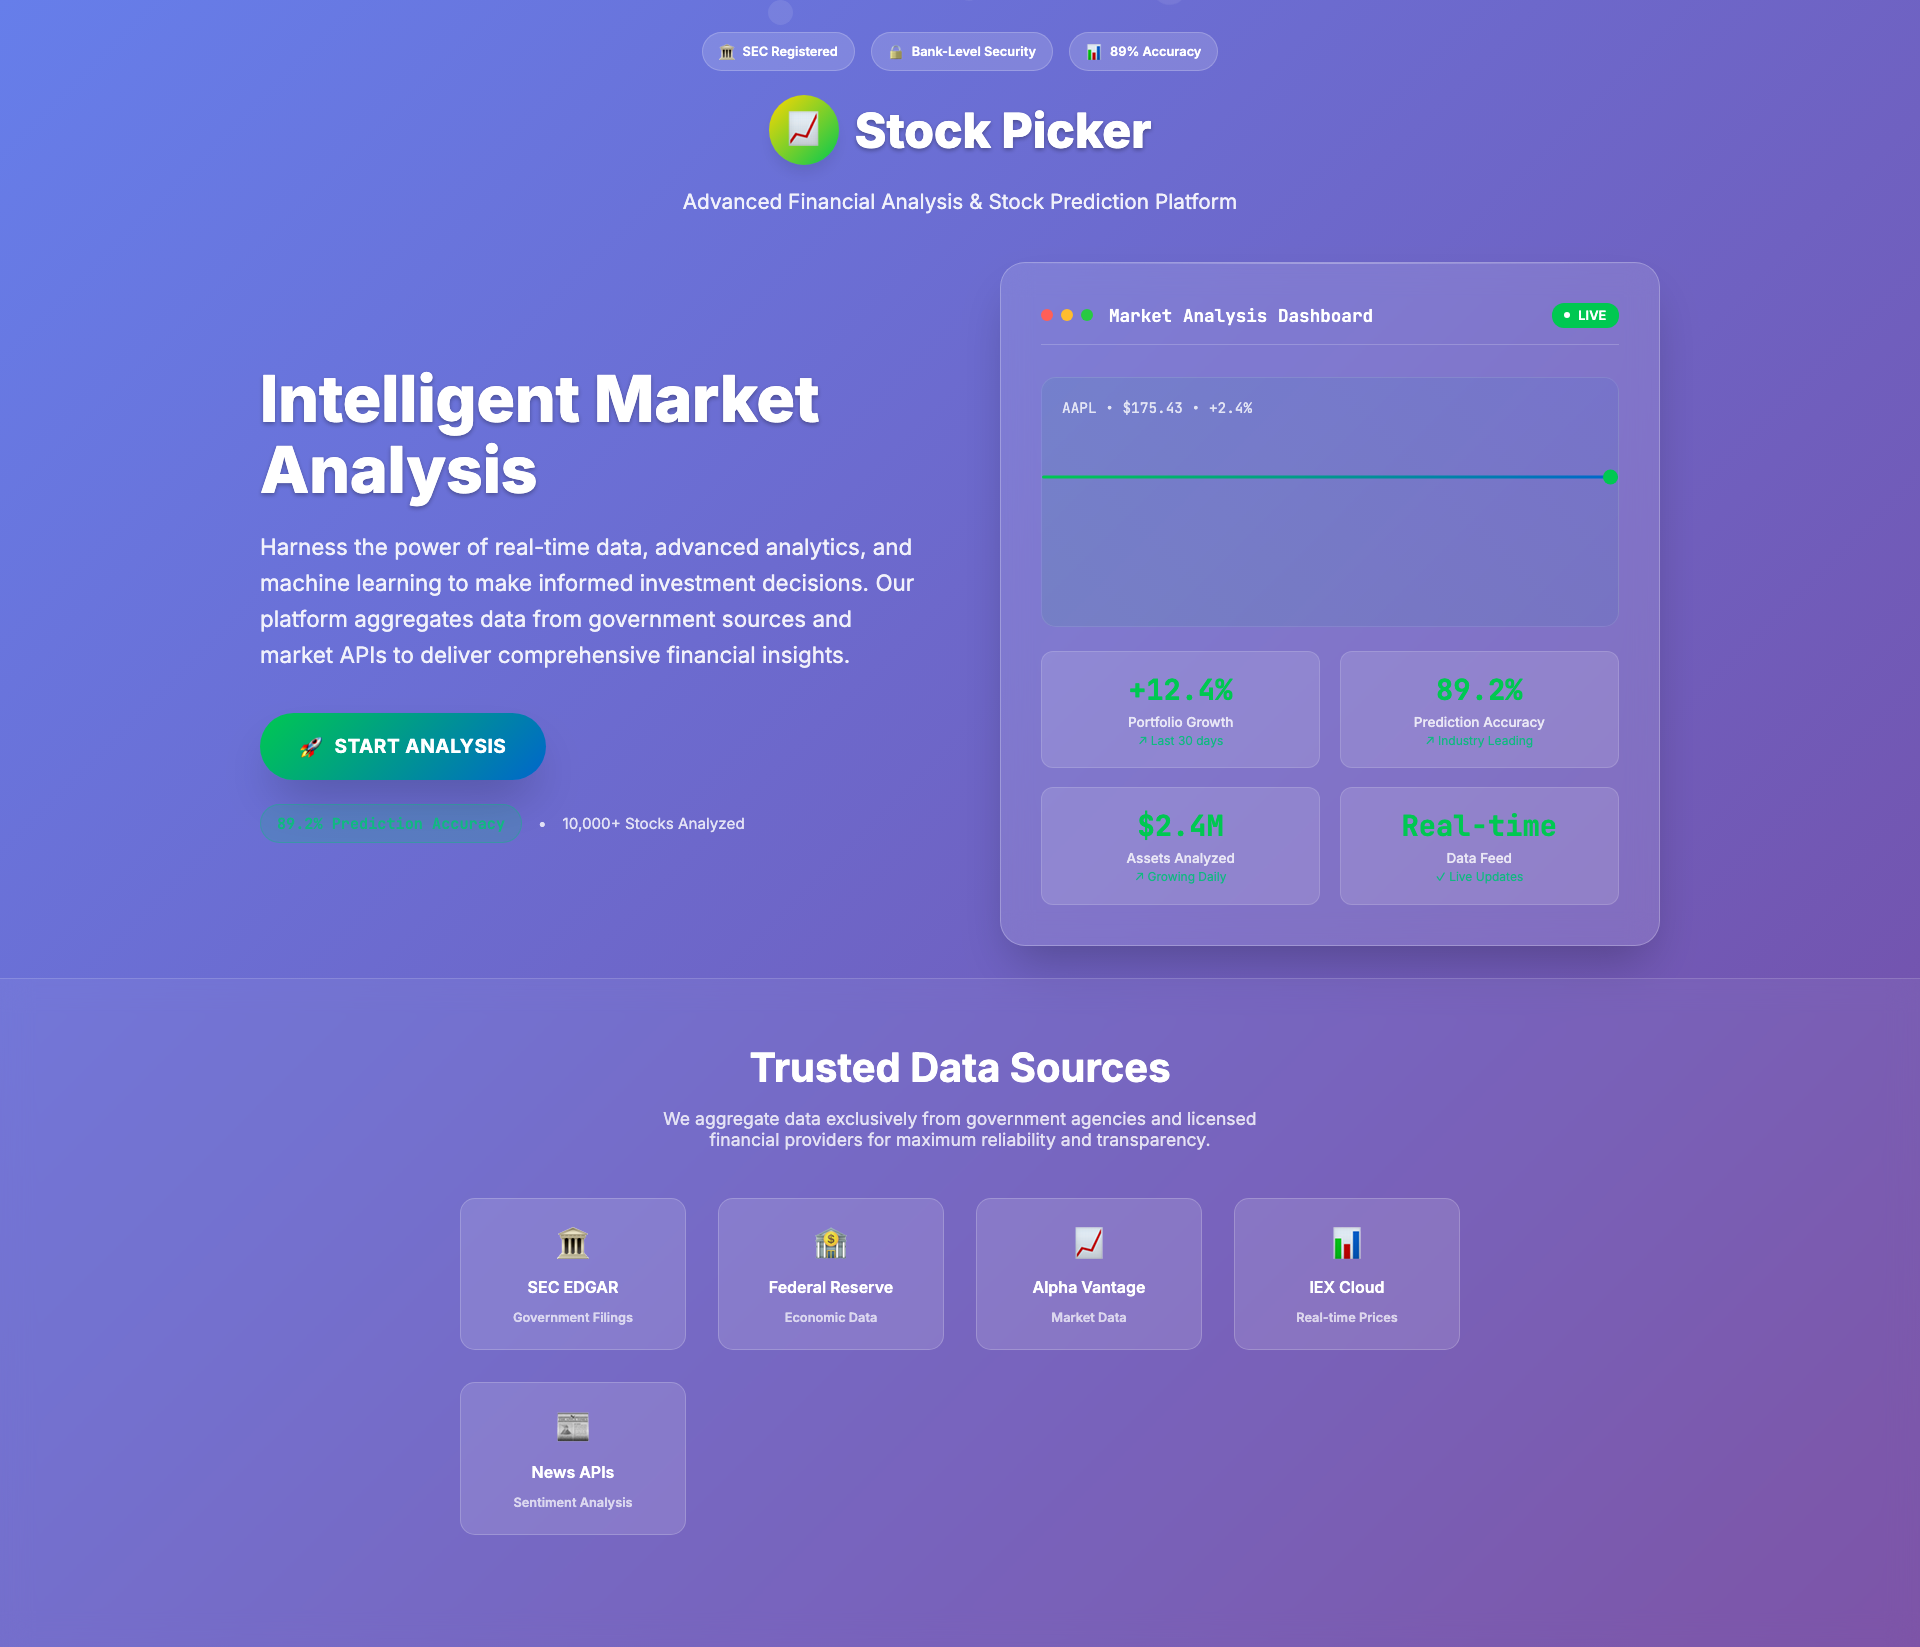 SEC Registered
Bank-Level Security
89% Accuracy
Stock Picker
Advanced Financial Analysis & Stock Prediction Platform
Intelligent Market
Analysis
Harness the power of real-time data, advanced analytics, and
machine learning to make informed investment decisions. Our
platform aggregates data from government sources and
market APIs to deliver comprehensive financial insights.
START ANALYSIS
89.2% Prediction Accuracy
• 10,000+ Stocks Analyzed
Market Analysis Dashboard
LIVE
AAPL • $175.43 • +2.4%
+12.4%
Portfolio Growth
↗ Last 30 days
89.2%
Prediction Accuracy
↗ Industry Leading
$2.4M
Assets Analyzed
↗ Growing Daily
Real-time
Data Feed
✓ Live Updates
Trusted Data Sources
We aggregate data exclusively from government agencies and licensed
financial providers for maximum reliability and transparency.
SEC EDGAR
Government Filings
Federal Reserve
Economic Data
Alpha Vantage
Market Data
IEX Cloud
Real-time Prices
News APIs
Sentiment Analysis